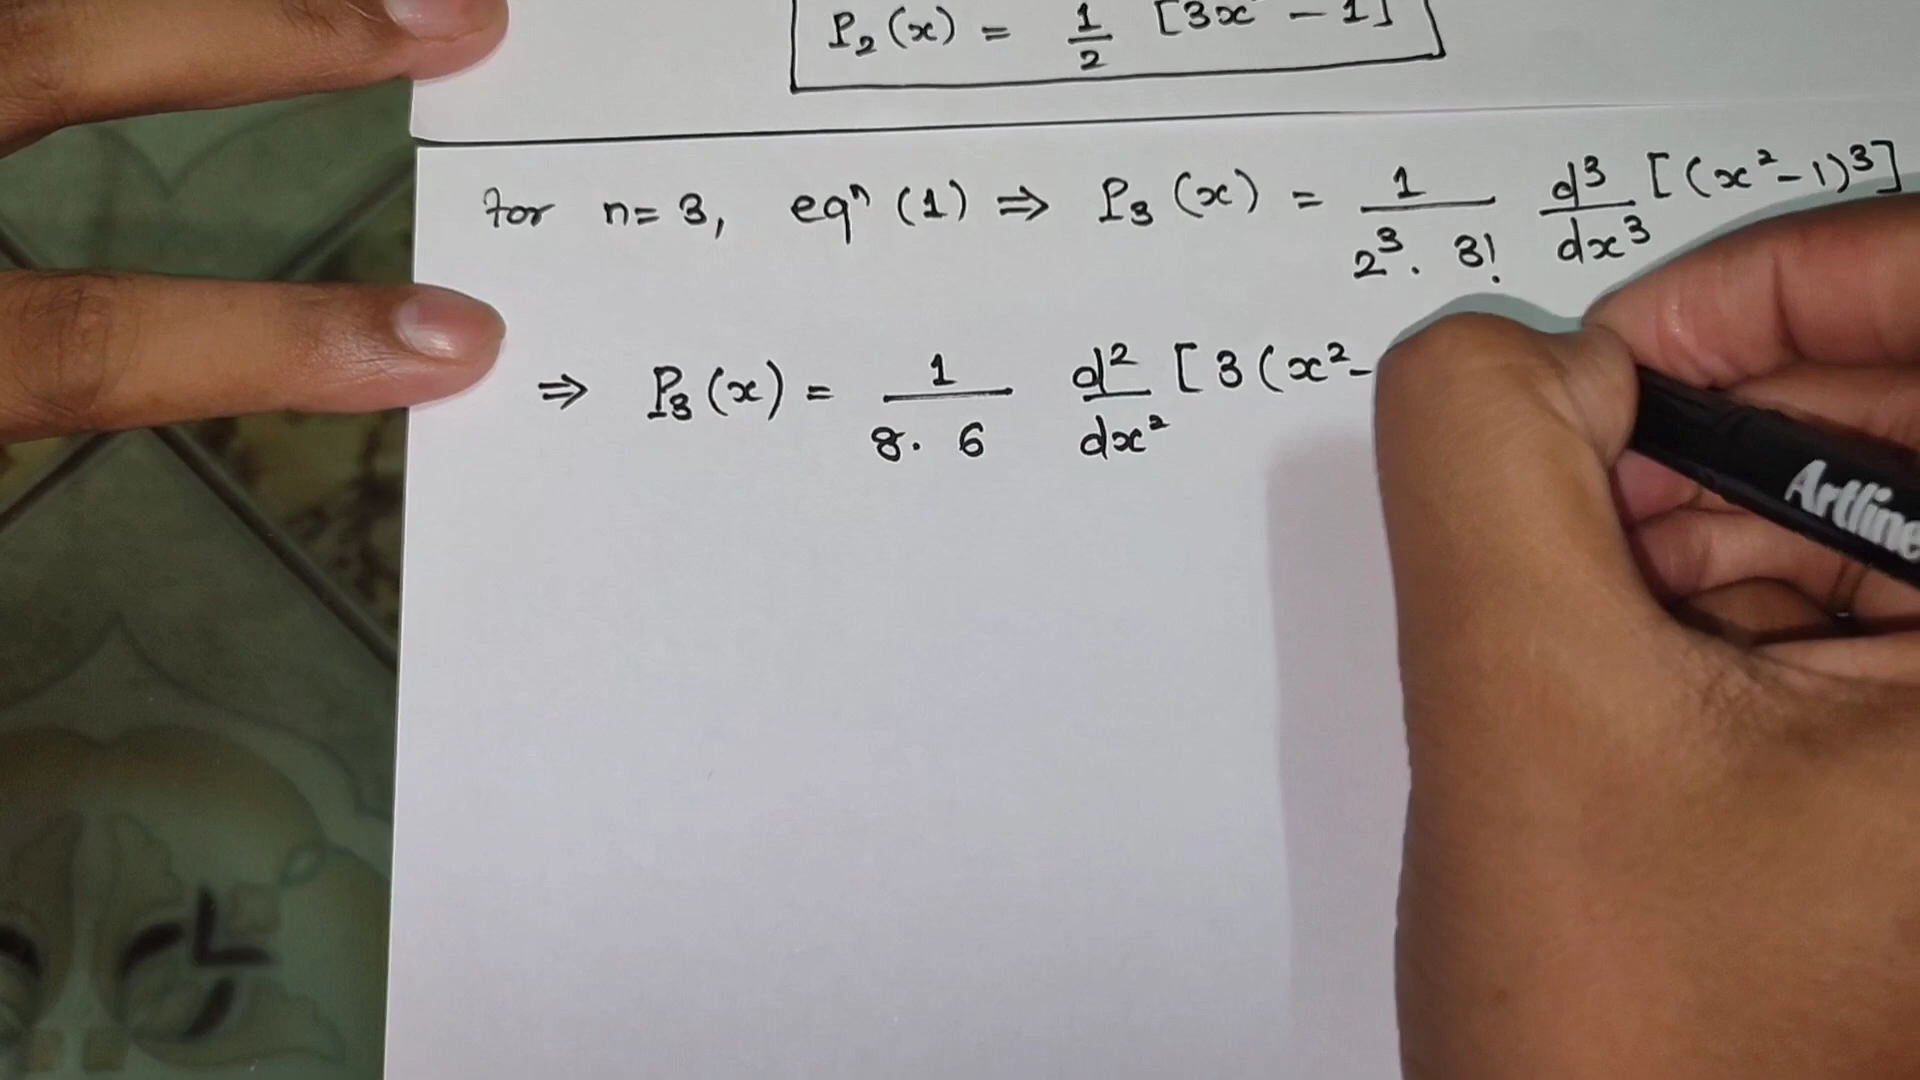 P₂(x) = 1/2 [3x² - 1]
For n=3, eqⁿ (1) ⇒ P₃(x) = 1/(2³. 3!) d³/dx³ [(x²-1)³]
⇒ P₃(x) = 1/(8. 6) d²/dx² [3(x²-
Artline